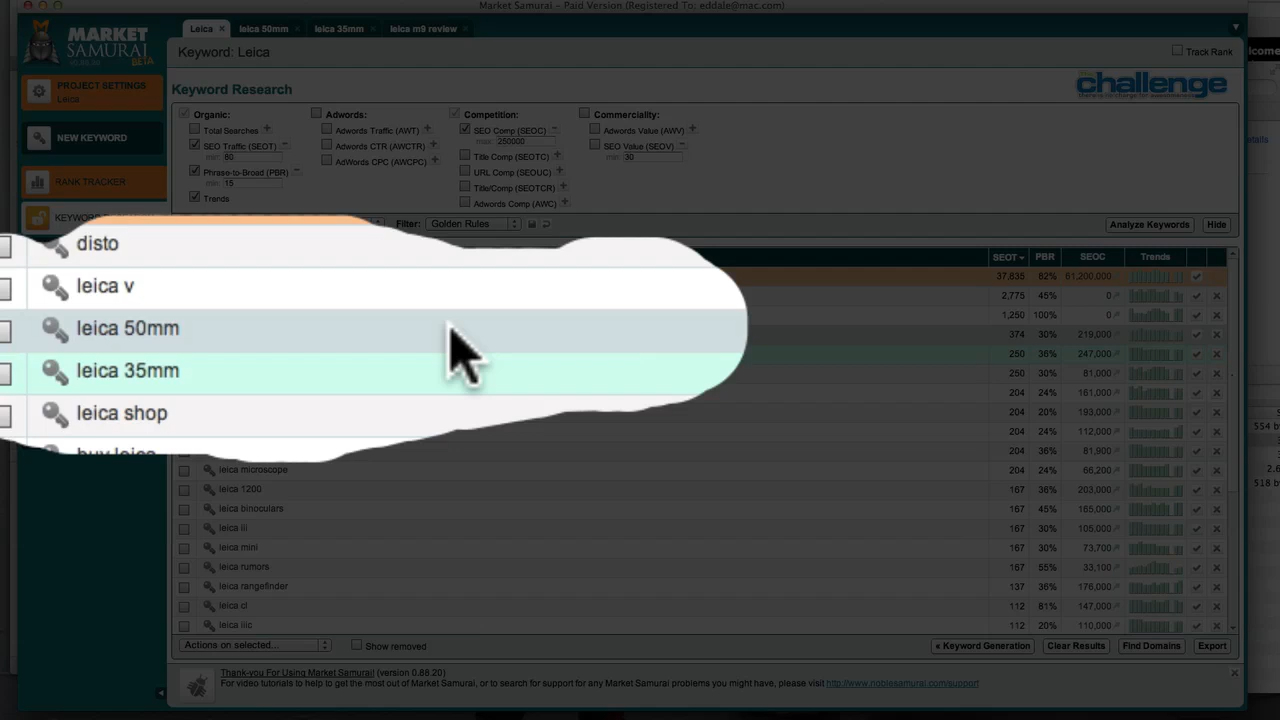 Market Samurai – Paid Version (Registered To: eddale@mac.com)
MARKET
SAMURAI
BETA
Leica
leica 50mm
leica 35mm
leica m9 review
Keyword: Leica
Track Rank
PROJECT SETTINGS
Leica
Keyword Research
challenge
Organic:
Adwords:
Competition:
Commerciality:
Total Searches
Adwords Traffic (AWT)
SEO Comp (SEOC)
Adwords Value (AWV)
max: 250000
SEO Traffic (SEOT)
Adwords CTR (AWCTR)
SEO Value (SEOV)
min 80
Title Comp (SEOTC)
min 30
AdWords CPC (AWCPC)
Phrase-to-Broad (PBR)
URL Comp (SEOUC)
min 15
Title/Comp (SEOTCR)
Trends
Adwords Comp (AWC)
NEW KEYWORD
RANK TRACKER
KEYWORD
Filter: Golden Rules
Analyze Keywords
Hide
SEOT PBR SEOC Trends
37,635 82% 61,200,000
2,775 45% 0
1,250 100% 0
374 30% 219,000
250 36% 247,000
250 30% 81,000
204 24% 161,000
204 20% 193,000
204 24% 112,000
204 36% 81,900
disto
leica v
leica 50mm
leica 35mm
leica shop
buy leica
leica microscope 204 24% 66,200
leica 1200 167 36% 203,000
leica binoculars 167 45% 165,000
leica iii 167 30% 105,000
leica mini 167 30% 73,700
leica rumors 167 55% 33,100
leica rangefinder 137 36% 176,000
leica cl 112 81% 147,000
leica iiic 112 20% 110,000
Actions on selected...
Show removed
« Keyword Generation
Clear Results
Find Domains
Export
Thank-you For Using Market Samurai! (version 0.88.20)
For video tutorials to help to get the most out of Market Samurai, or to search for support for any Market Samurai problems you might have, please visit http://www.noblesamurai.com/support